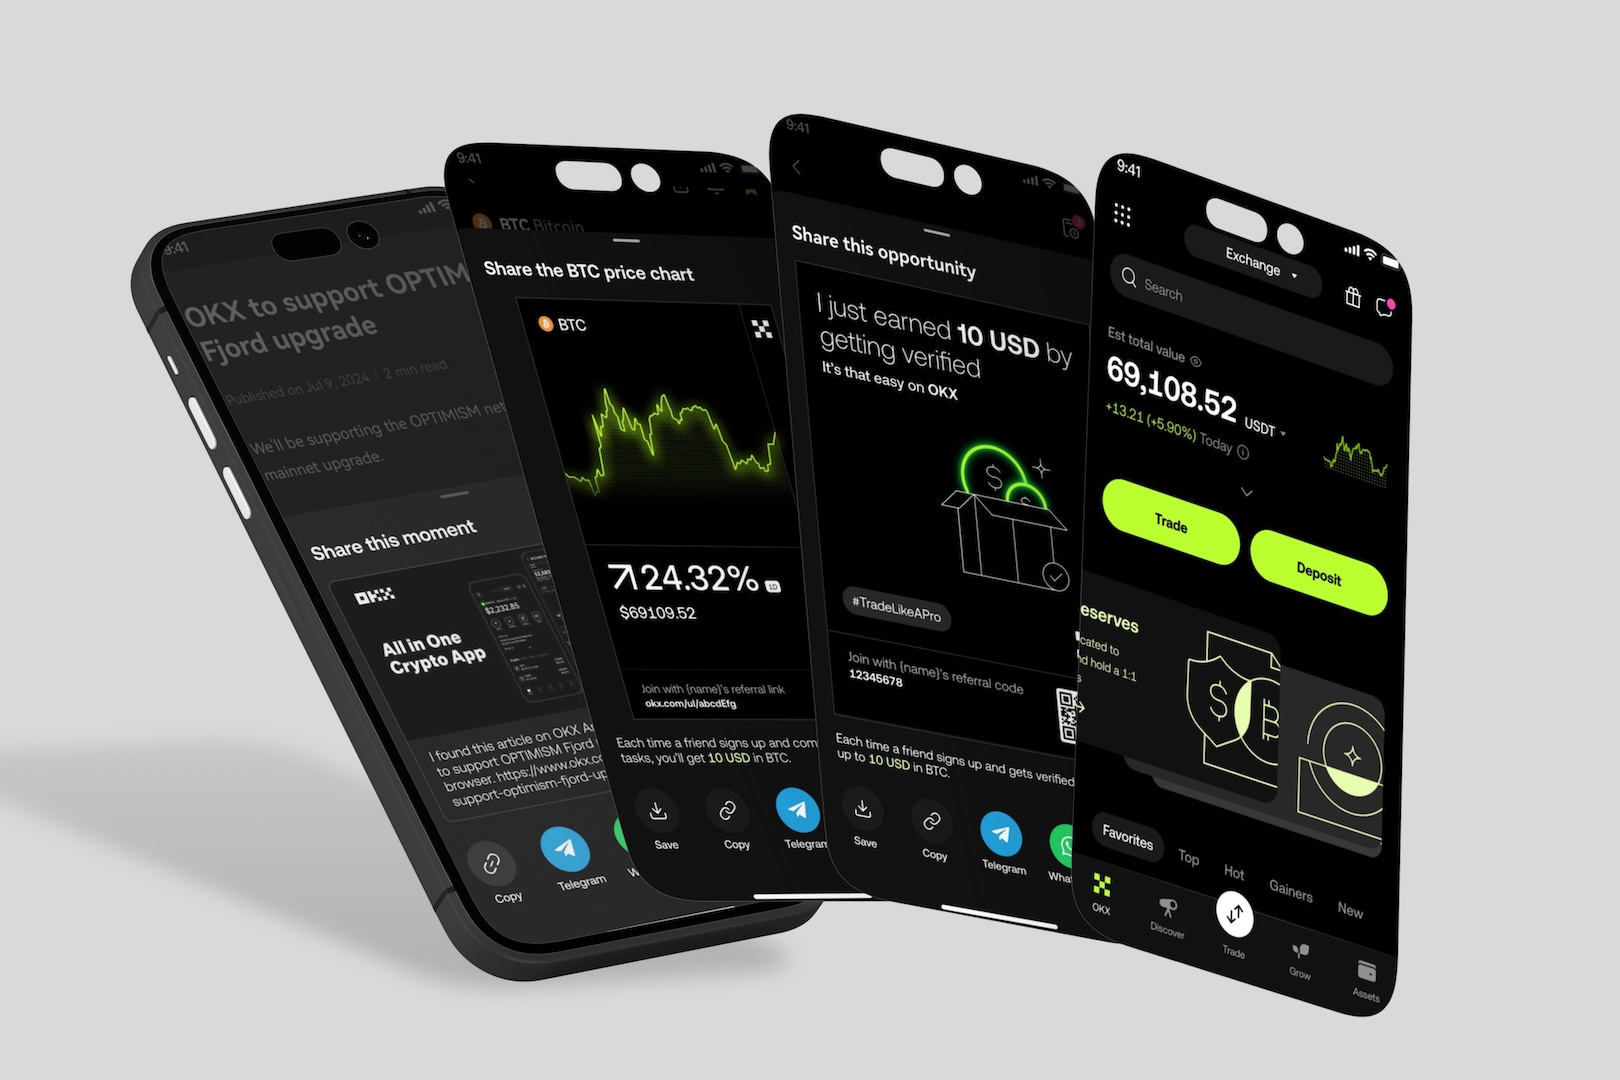 9:41
OKX to support OPTIM
Fjord upgrade
Published on Jul 9, 2024 | 2 min read
We'll be supporting the OPTIMISM net
mainnet upgrade.
Share this moment
OKX
All in One
Crypto App
$2,232.85
I found this article on OKX
to support OPTIMISM Fjord
browser. https://www.okx.co
support-optimism-fjord-up
Copy
Telegram
W
9:41
BTC Bitcoin
Share the BTC price chart
BTC
24.32% 1D
$69109.52
Join with {name}'s referral link
okx.com/ul/abcdEfg
Each time a friend signs up and com
tasks, you'll get 10 USD in BTC.
Save
Copy
Telegram
9:41
Share this opportunity
I just earned 10 USD by
getting verified
It's that easy on OKX
#TradeLikeAPro
Join with {name}'s referral code
12345678
Each time a friend signs up and gets verified
up to 10 USD in BTC.
Save
Copy
Telegram
What
9:41
Exchange
Search
Est total value
69,108.52 USDT
+13.21 (+5.90%) Today
Trade
Deposit
eserves
cated to
nd hold a 1:1
s
Favorites
Top
Hot
Gainers
New
OKX
Discover
Trade
Grow
Assets